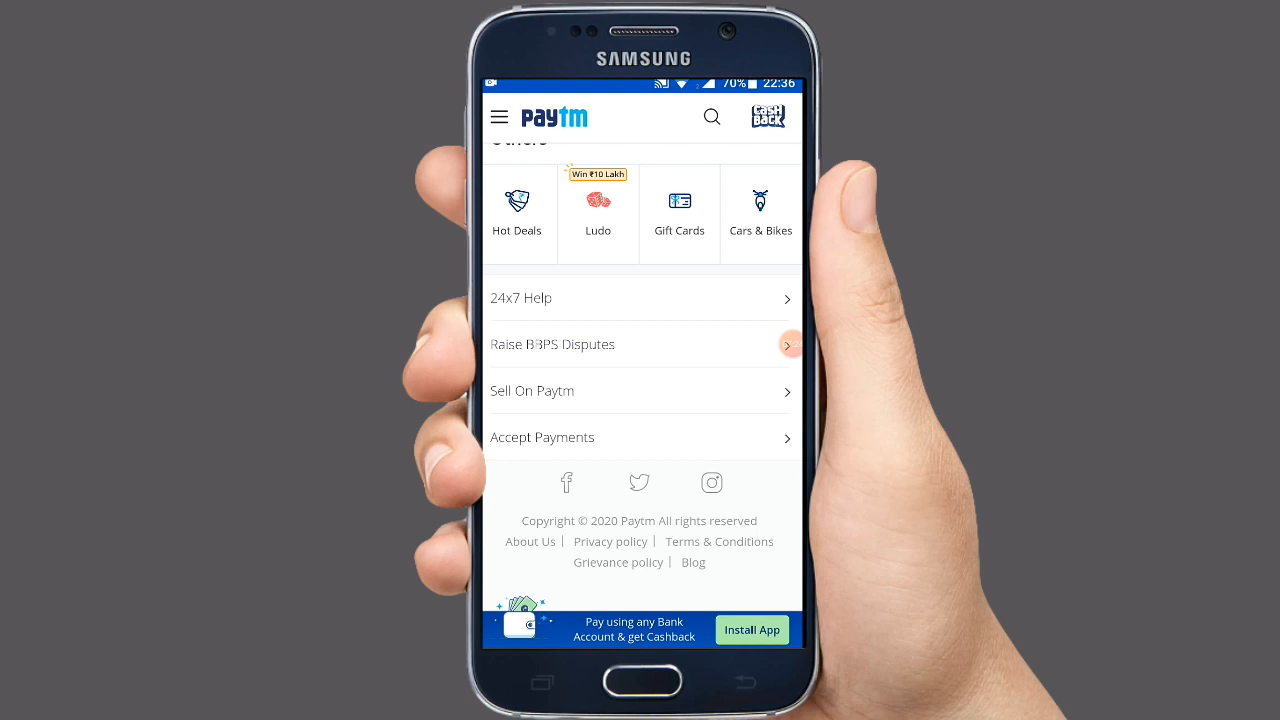 SAMSUNG
70% 22:36
paytm
CASH
BACK
Others
Win ₹10 Lakh
Hot Deals
Ludo
Gift Cards
Cars & Bikes
24x7 Help
Raise BBPS Disputes
Sell On Paytm
Accept Payments
Copyright © 2020 Paytm All rights reserved
About Us | Privacy policy | Terms & Conditions
Grievance policy | Blog
Pay using any Bank
Account & get Cashback
Install App